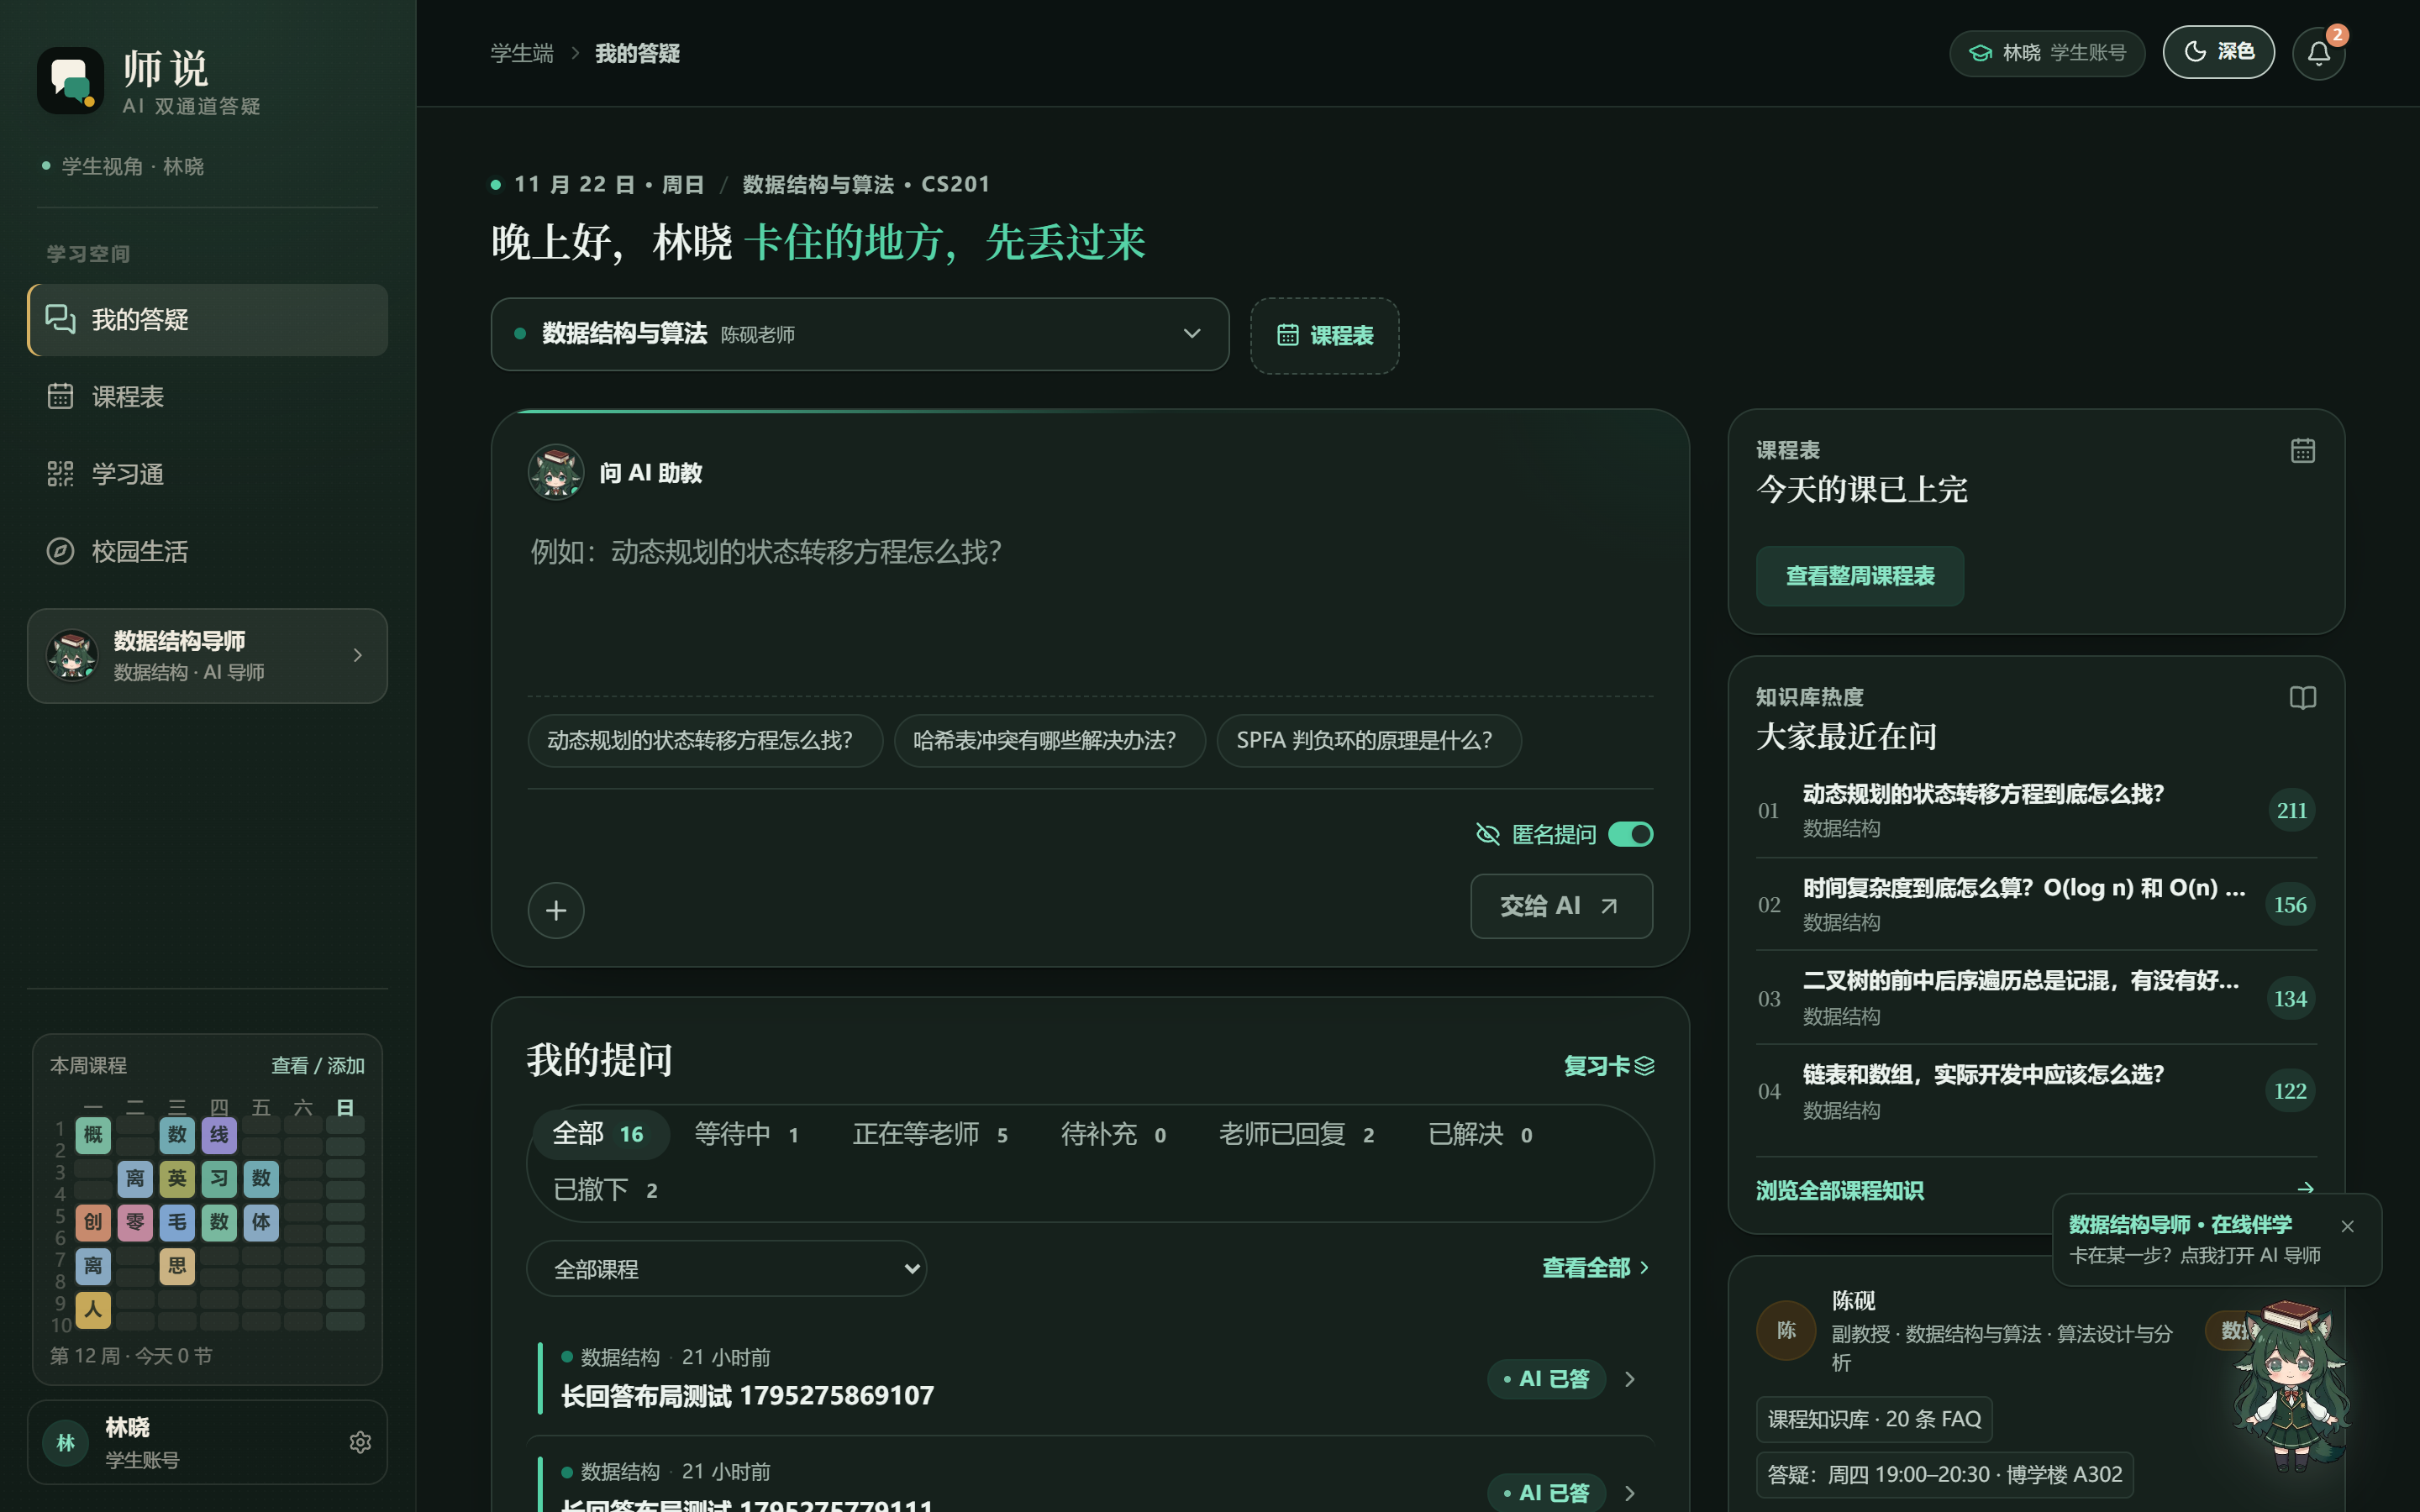 师说
AI 双通道答疑
学生视角 · 林晓
学习空间
我的答疑
课程表
学习通
校园生活
数据结构导师
数据结构 · AI 导师
本周课程
查看 / 添加
一 二 三 四 五 六 日
1 概 数 线
2
3 离 英 习 数
4
5 创 零 毛 数 体
6
7 离 思
8
9 人
10
第 12 周 · 今天 0 节
林
林晓
学生账号
学生端 > 我的答疑
林晓 学生账号
深色
2
11 月 22 日 • 周日 / 数据结构与算法 • CS201
晚上好，林晓 卡住的地方，先丢过来
数据结构与算法 陈砚老师
课程表
问 AI 助教
例如：动态规划的状态转移方程怎么找？
动态规划的状态转移方程怎么找？
哈希表冲突有哪些解决办法？
SPFA 判负环的原理是什么？
匿名提问
交给 AI
我的提问
复习卡
全部 16
等待中 1
正在等老师 5
待补充 0
老师已回复 2
已解决 0
已撤下 2
全部课程
查看全部
数据结构 · 21 小时前
长回答布局测试 1795275869107
• AI 已答
数据结构 · 21 小时前
长回答布局测试 1795275779111
• AI 已答
课程表
今天的课已上完
查看整周课程表
知识库热度
大家最近在问
01
动态规划的状态转移方程到底怎么找？
数据结构
211
02
时间复杂度到底怎么算？O(log n) 和 O(n) ...
数据结构
156
03
二叉树的前中后序遍历总是记混，有没有好...
数据结构
134
04
链表和数组，实际开发中应该怎么选？
数据结构
122
浏览全部课程知识
数据结构导师 • 在线伴学
卡在某一步？点我打开 AI 导师
陈
陈砚
副教授 · 数据结构与算法 · 算法设计与分
析
课程知识库 · 20 条 FAQ
答疑：周四 19:00–20:30 · 博学楼 A302